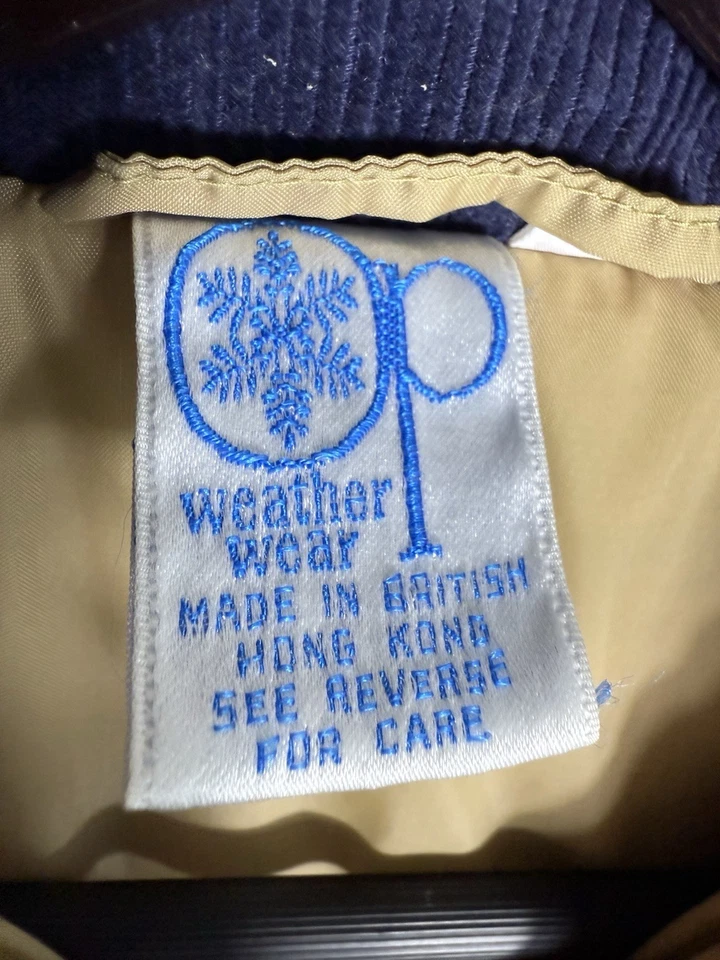 op
weather
wear
MADE IN BRITISH
HONG KONG
SEE REVERSE
FOR CARE